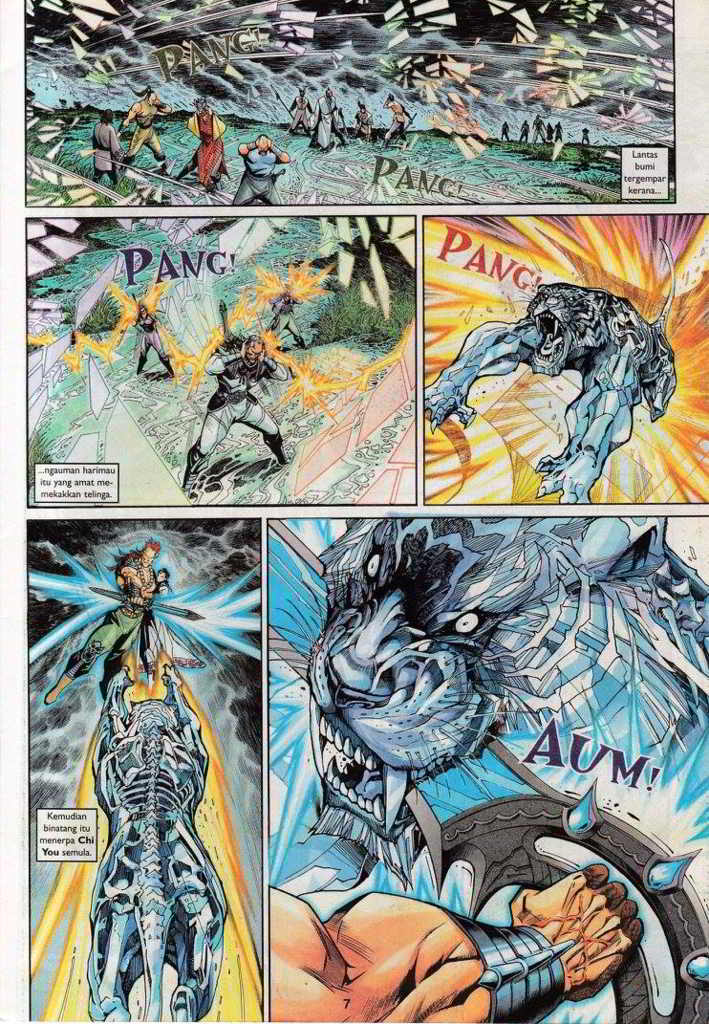 PANG!
PANG!
Lantas
bumi
tergempar
kerana...
PANG!
...ngauman harimau
itu yang amat me-
mekakkan telinga.
PANG!
Kemudian
binatang itu
menerpa Chi
You semula.
AUM!
7